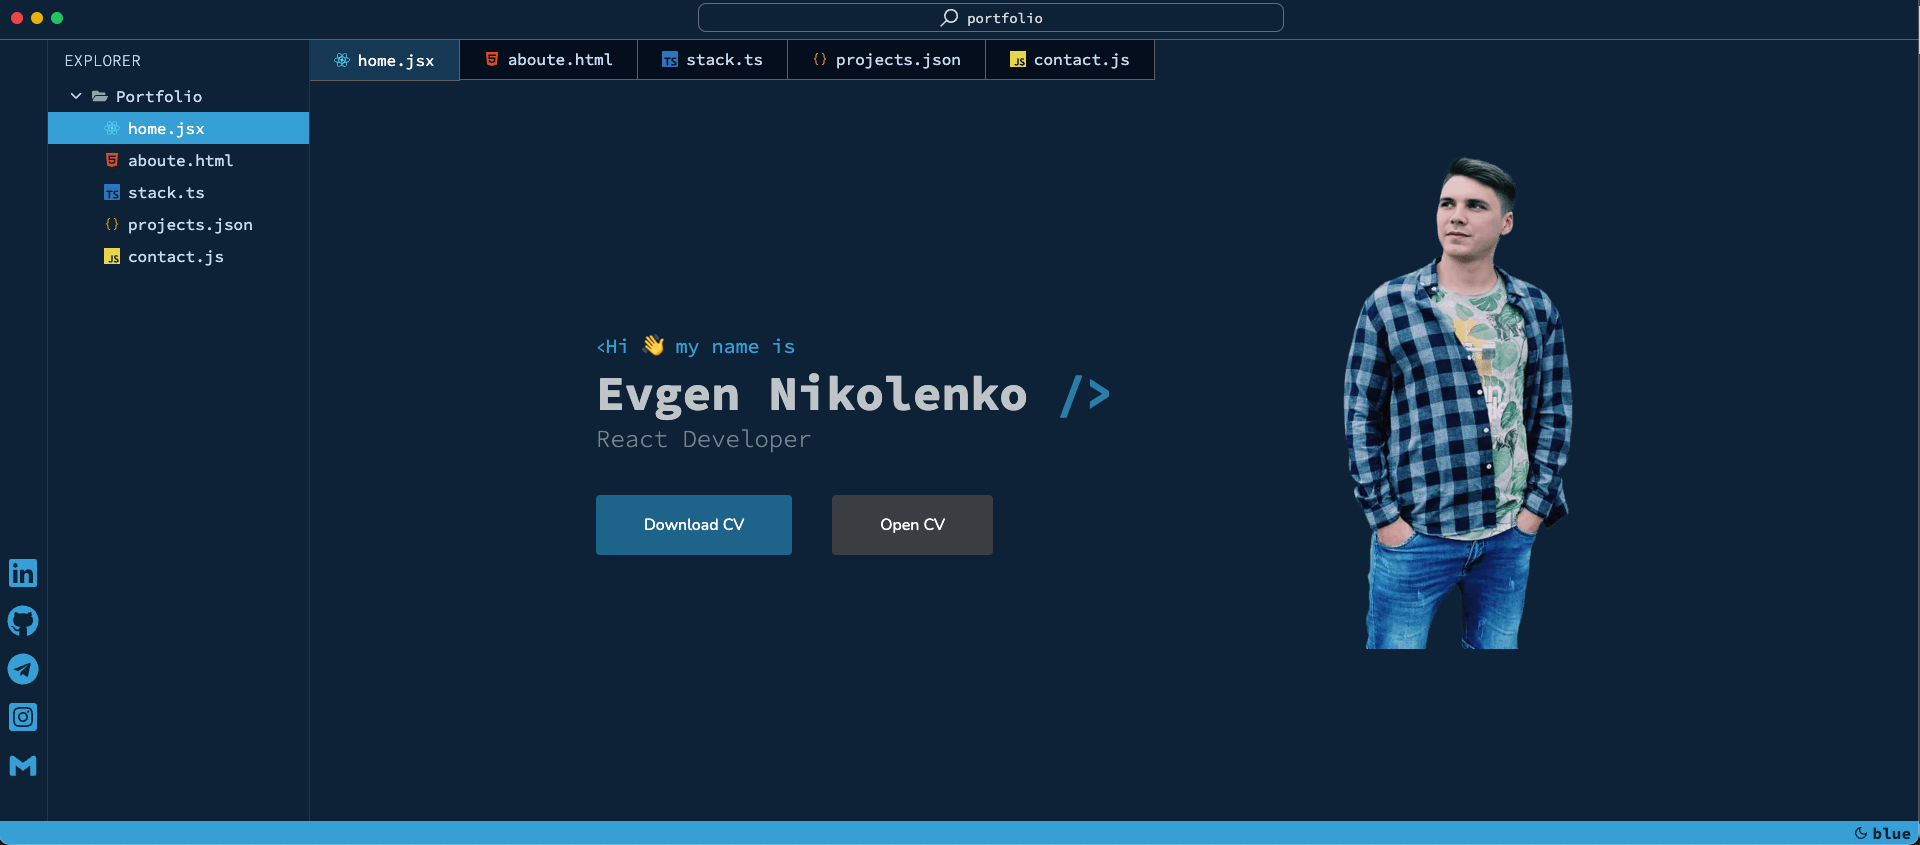 portfolio
EXPLORER
Portfolio
home.jsx
aboute.html
stack.ts
projects.json
contact.js
home.jsx
aboute.html
stack.ts
projects.json
contact.js
<Hi 👋 my name is
Evgen Nikolenko />
React Developer
Download CV
Open CV
blue